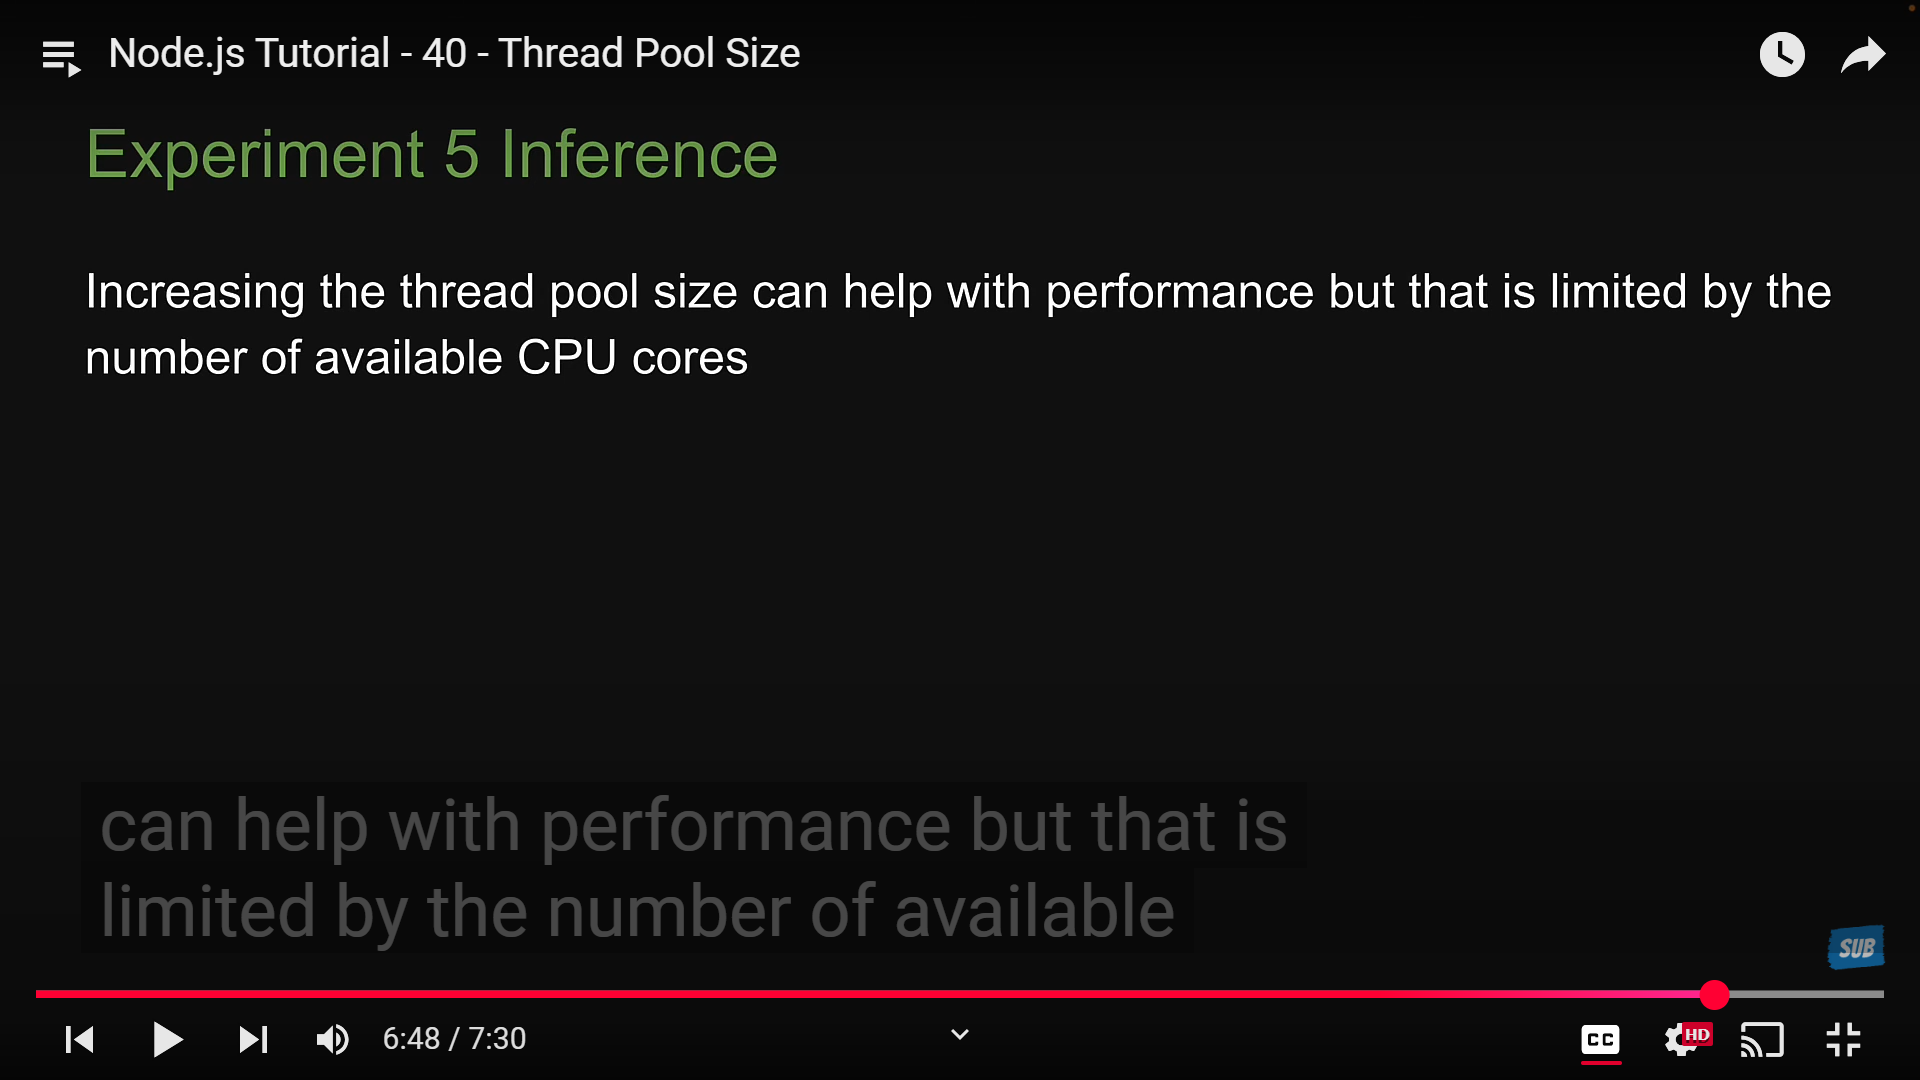 Node.js Tutorial - 40 - Thread Pool Size
Experiment 5 Inference
Increasing the thread pool size can help with performance but that is limited by the
number of available CPU cores
can help with performance but that is
limited by the number of available
SUB
6:48 / 7:30
CC
HD